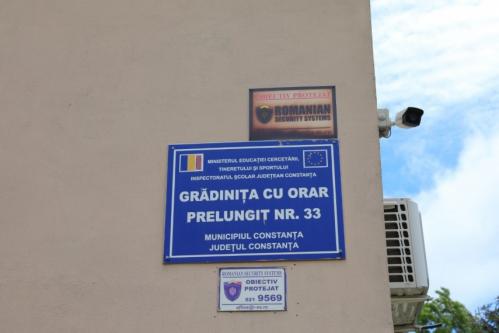 OBIECTIV PROTEJAT
ROMANIAN
SECURITY SYSTEMS
MINISTERUL EDUCAȚIEI CERCETĂRII,
TINERETULUI ȘI SPORTULUI
INSPECTORATUL ȘCOLAR JUDEȚEAN CONSTANȚA
GRĂDINIȚA CU ORAR
PRELUNGIT NR. 33
MUNICIPIUL CONSTANȚA
JUDEȚUL CONSTANȚA
ROMANIAN SECURITY SYSTEMS
OBIECTIV
PROTEJAT
021 9569